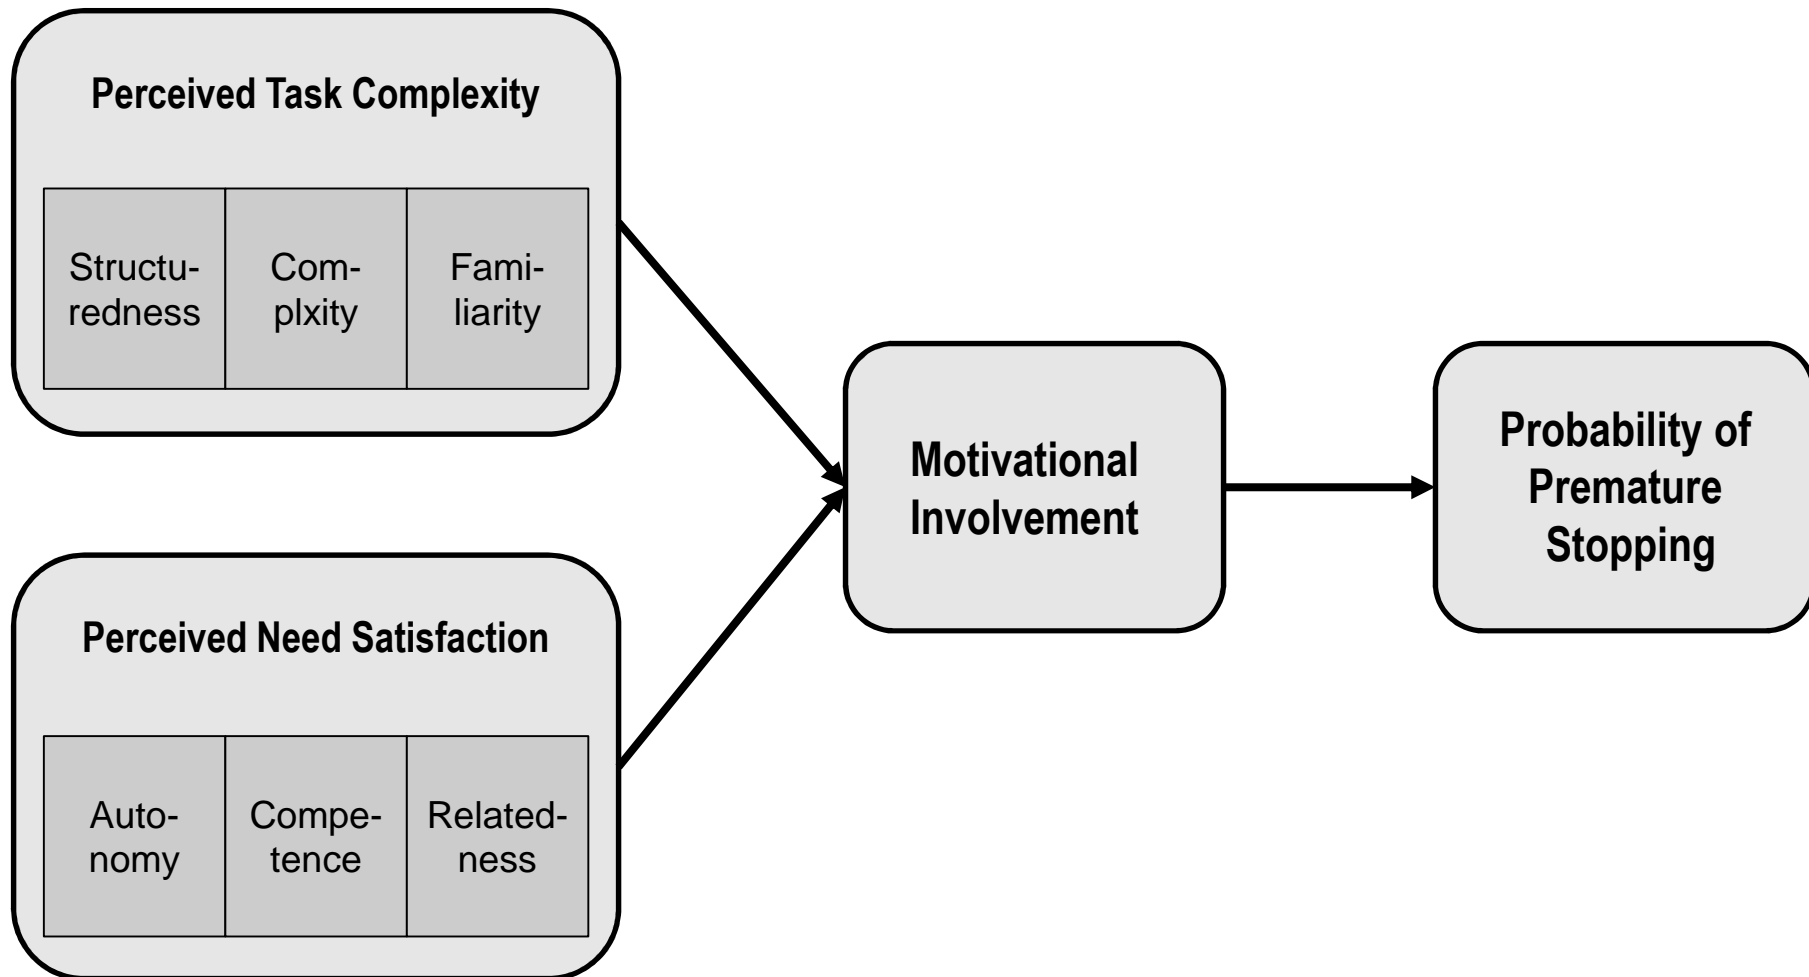 Perceived Task Complexity
Structu-
redness
Com-
plxity
Fami-
liarity
Perceived Need Satisfaction
Auto-
nomy
Compe-
tence
Related-
ness
Motivational
Involvement
Probability of
Premature
Stopping